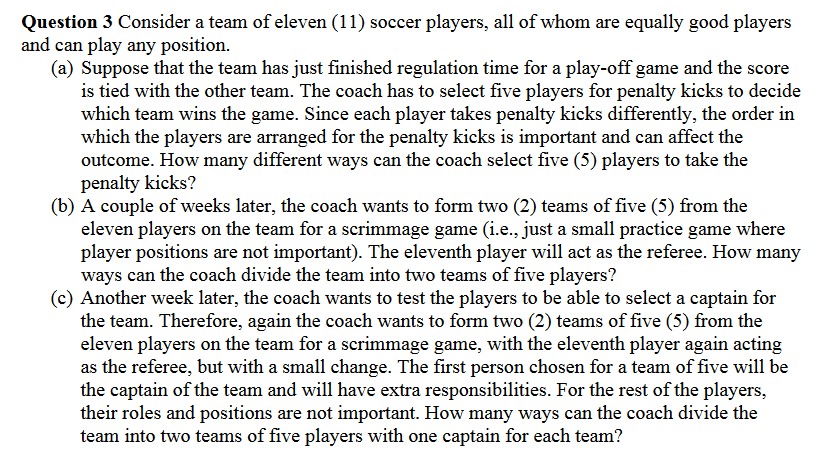 Question 3 Consider a team of eleven (11) soccer players, all of whom are equally good players
and can play any position.
(a) Suppose that the team has just finished regulation time for a play-off game and the score
is tied with the other team. The coach has to select five players for penalty kicks to decide
which team wins the game. Since each player takes penalty kicks differently, the order in
which the players are arranged for the penalty kicks is important and can affect the
outcome. How many different ways can the coach select five (5) players to take the
penalty kicks?
(b) A couple of weeks later, the coach wants to form two (2) teams of five (5) from the
eleven players on the team for a scrimmage game (i.e., just a small practice game where
player positions are not important). The eleventh player will act as the referee. How many
ways can the coach divide the team into two teams of five players?
(c) Another week later, the coach wants to test the players to be able to select a captain for
the team. Therefore, again the coach wants to form two (2) teams of five (5) from the
eleven players on the team for a scrimmage game, with the eleventh player again acting
as the referee, but with a small change. The first person chosen for a team of five will be
the captain of the team and will have extra responsibilities. For the rest of the players,
their roles and positions are not important. How many ways can the coach divide the
team into two teams of five players with one captain for each team?